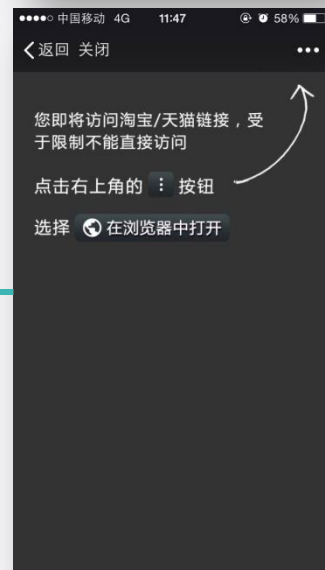 ●●●●○ 中国移动 4G 11:47 58%
返回 关闭 •••
您即将访问淘宝/天猫链接，受
于限制不能直接访问
点击右上角的 ⋮ 按钮
选择 在浏览器中打开